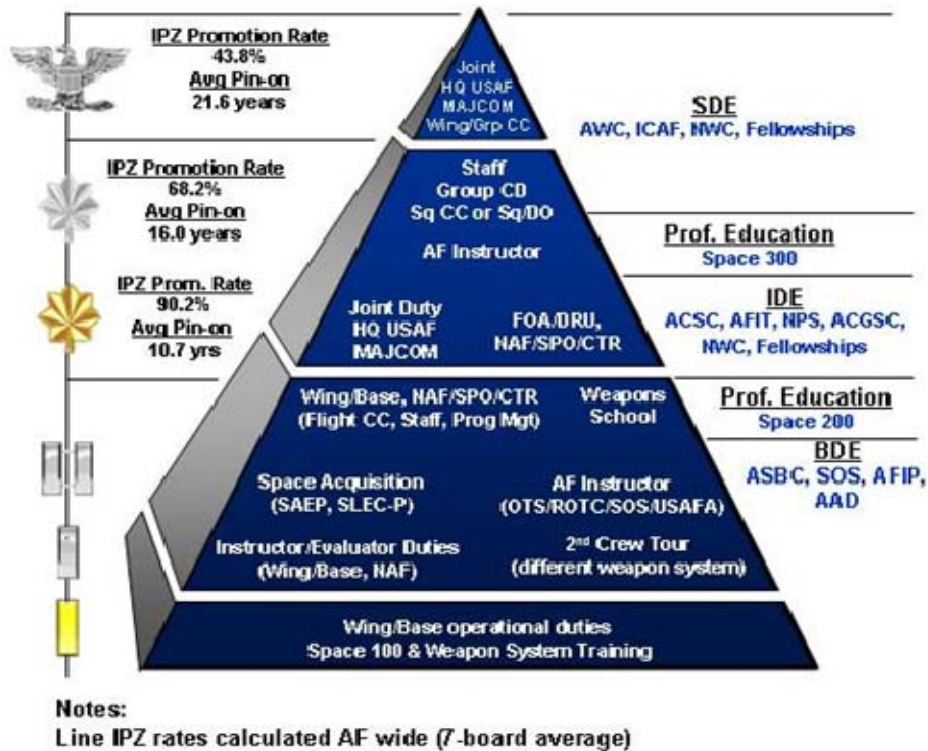 IPZ Promotion Rate
43.8%
Avg Pin-on
21.6 years
IPZ Promotion Rate
68.2%
Avg Pin-on
16.0 years
IPZ Prom. Rate
90.2%
Avg Pin-on
10.7 yrs
Joint
HQ USAF
MAJCOM
Wing/Grp CC
Staff
Group CD
Sq CC or Sq/DO
AF Instructor
Joint Duty
HQ USAF
MAJCOM
FOA/DRU,
NAF/SPO/CTR
Wing/Base, NAF/SPO/CTR
(Flight CC, Staff, Prog Mgt)
Weapons
School
Space Acquisition
(SAEP, SLEC-P)
AF Instructor
(OTS/ROTC/SOS/USAFA)
Instructor/Evaluator Duties
(Wing/Base, NAF)
2nd Crew Tour
(different weapon system)
Wing/Base operational duties
Space 100 & Weapon System Training
SDE
AWC, ICAF, NWC, Fellowships
Prof. Education
Space 300
IDE
ACSC, AFIT, NPS, ACGSC,
NWC, Fellowships
Prof. Education
Space 200
BDE
ASBC, SOS, AFIP,
AAD
Notes:
Line IPZ rates calculated AF wide (7-board average)